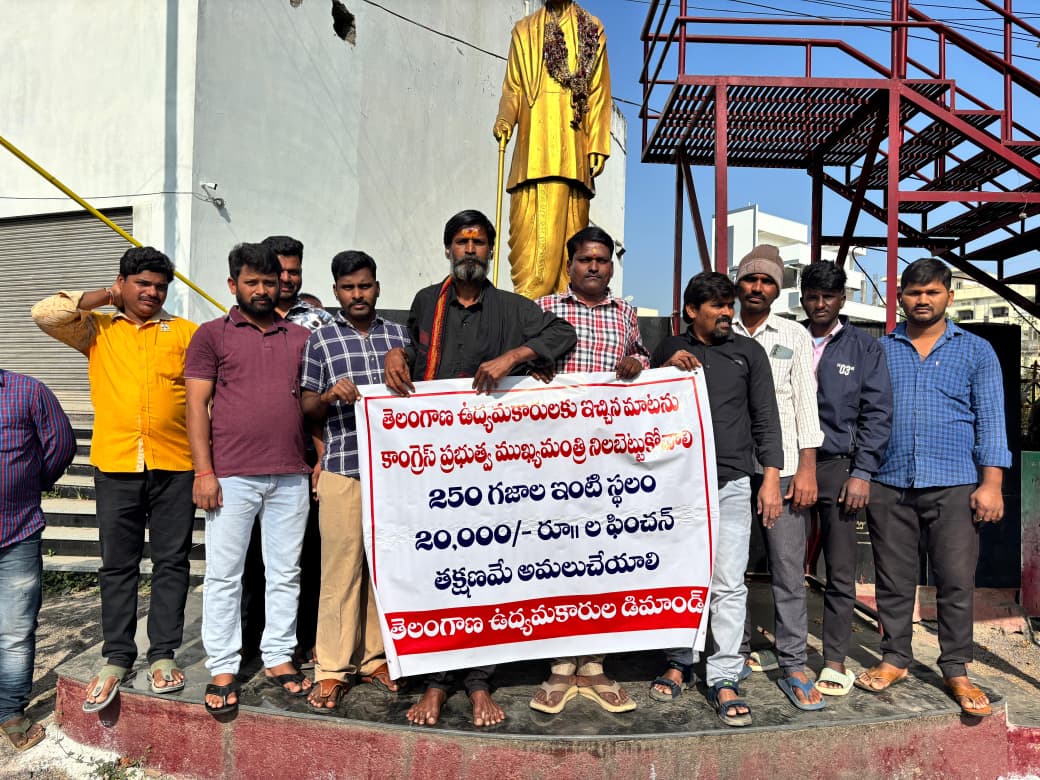 తెలంగాణ ఉద్యమకారులకు ఇచ్చిన మాటను
కాంగ్రెస్ ప్రభుత్వ ముఖ్యమంత్రి నిలబెట్టుకోవాలి
250 గజాల ఇంటి స్థలం
20,000/- రూ॥ ల ఫించన్
తక్షణమే అమలుచేయాలి
తెలంగాణ ఉద్యమకారుల డిమాండ్
"03"